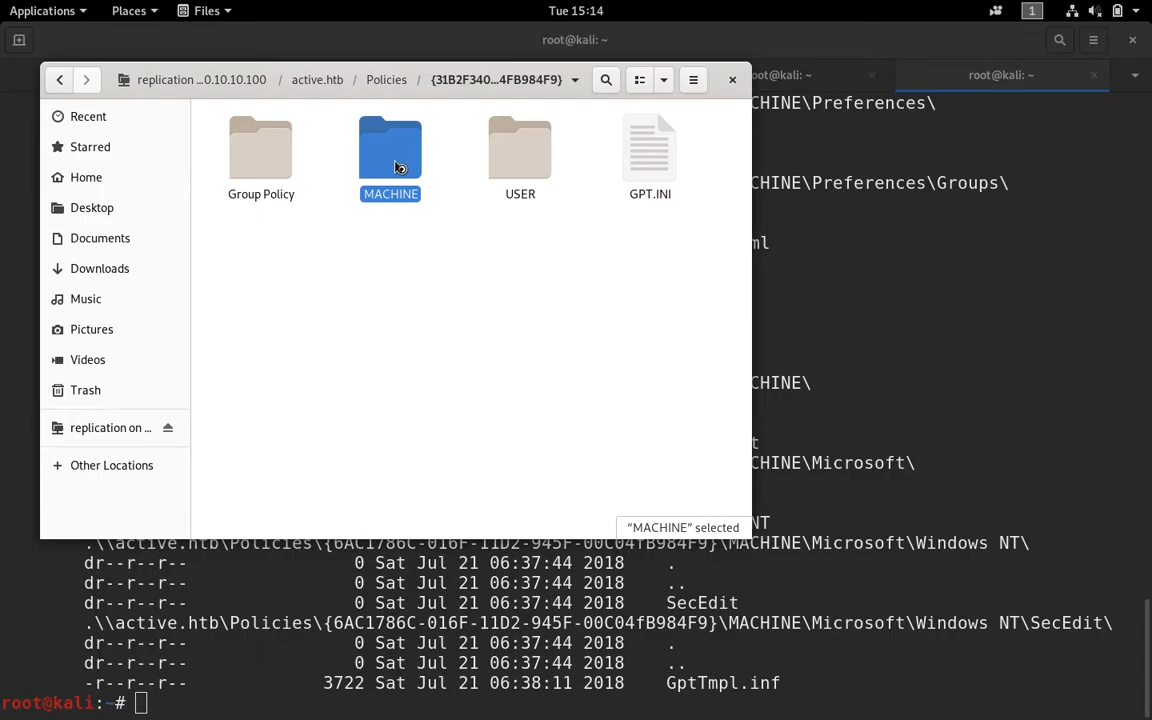 Applications Places Files Tue 15:14 1
root@kali: ~
oot@kali: ~ root@kali: ~
replication ...0.10.10.100 / active.htb / Policies / {31B2F340...4FB984F9}
Recent
Starred
Home
Desktop
Documents
Downloads
Music
Pictures
Videos
Trash
replication on ...
+ Other Locations
Group Policy MACHINE USER GPT.INI
"MACHINE" selected
CHINE\Preferences\
CHINE\Preferences\Groups\
ml
CHINE\
t
CHINE\Microsoft\
NT
.\\active.htb\Policies\{6AC1786C-016F-11D2-945F-00C04fB984F9}\MACHINE\Microsoft\Windows NT\
dr--r--r-- 0 Sat Jul 21 06:37:44 2018 .
dr--r--r-- 0 Sat Jul 21 06:37:44 2018 ..
dr--r--r-- 0 Sat Jul 21 06:37:44 2018 SecEdit
.\\active.htb\Policies\{6AC1786C-016F-11D2-945F-00C04fB984F9}\MACHINE\Microsoft\Windows NT\SecEdit\
dr--r--r-- 0 Sat Jul 21 06:37:44 2018 .
dr--r--r-- 0 Sat Jul 21 06:37:44 2018 ..
-r--r--r-- 3722 Sat Jul 21 06:38:11 2018 GptTmpl.inf
root@kali:~#